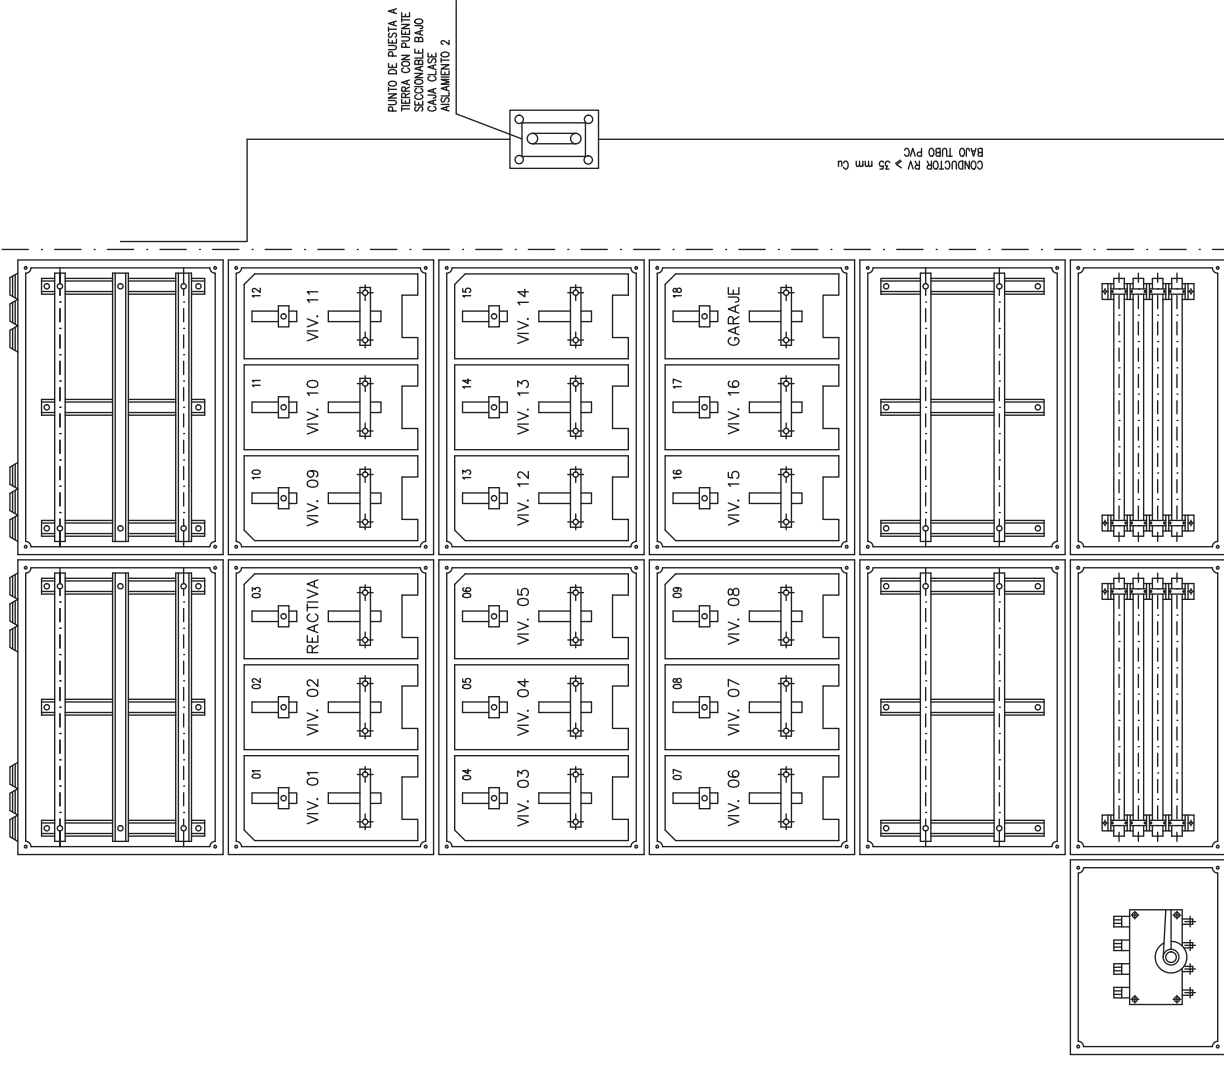 PUNTO DE PUESTA A
TIERRA CON PUENTE
SECCIONABLE BAJO
CAJA CLASE
AISLAMIENTO 2
CONDUCTOR RV ⩾ 35 mm Cu
BAJO TUBO PVC
12
VIV. 11
15
VIV. 14
18
GARAJE
11
VIV. 10
14
VIV. 13
17
VIV. 16
10
VIV. 09
13
VIV. 12
16
VIV. 15
03
REACTIVA
06
VIV. 05
09
VIV. 08
02
VIV. 02
05
VIV. 04
08
VIV. 07
01
VIV. 01
04
VIV. 03
07
VIV. 06